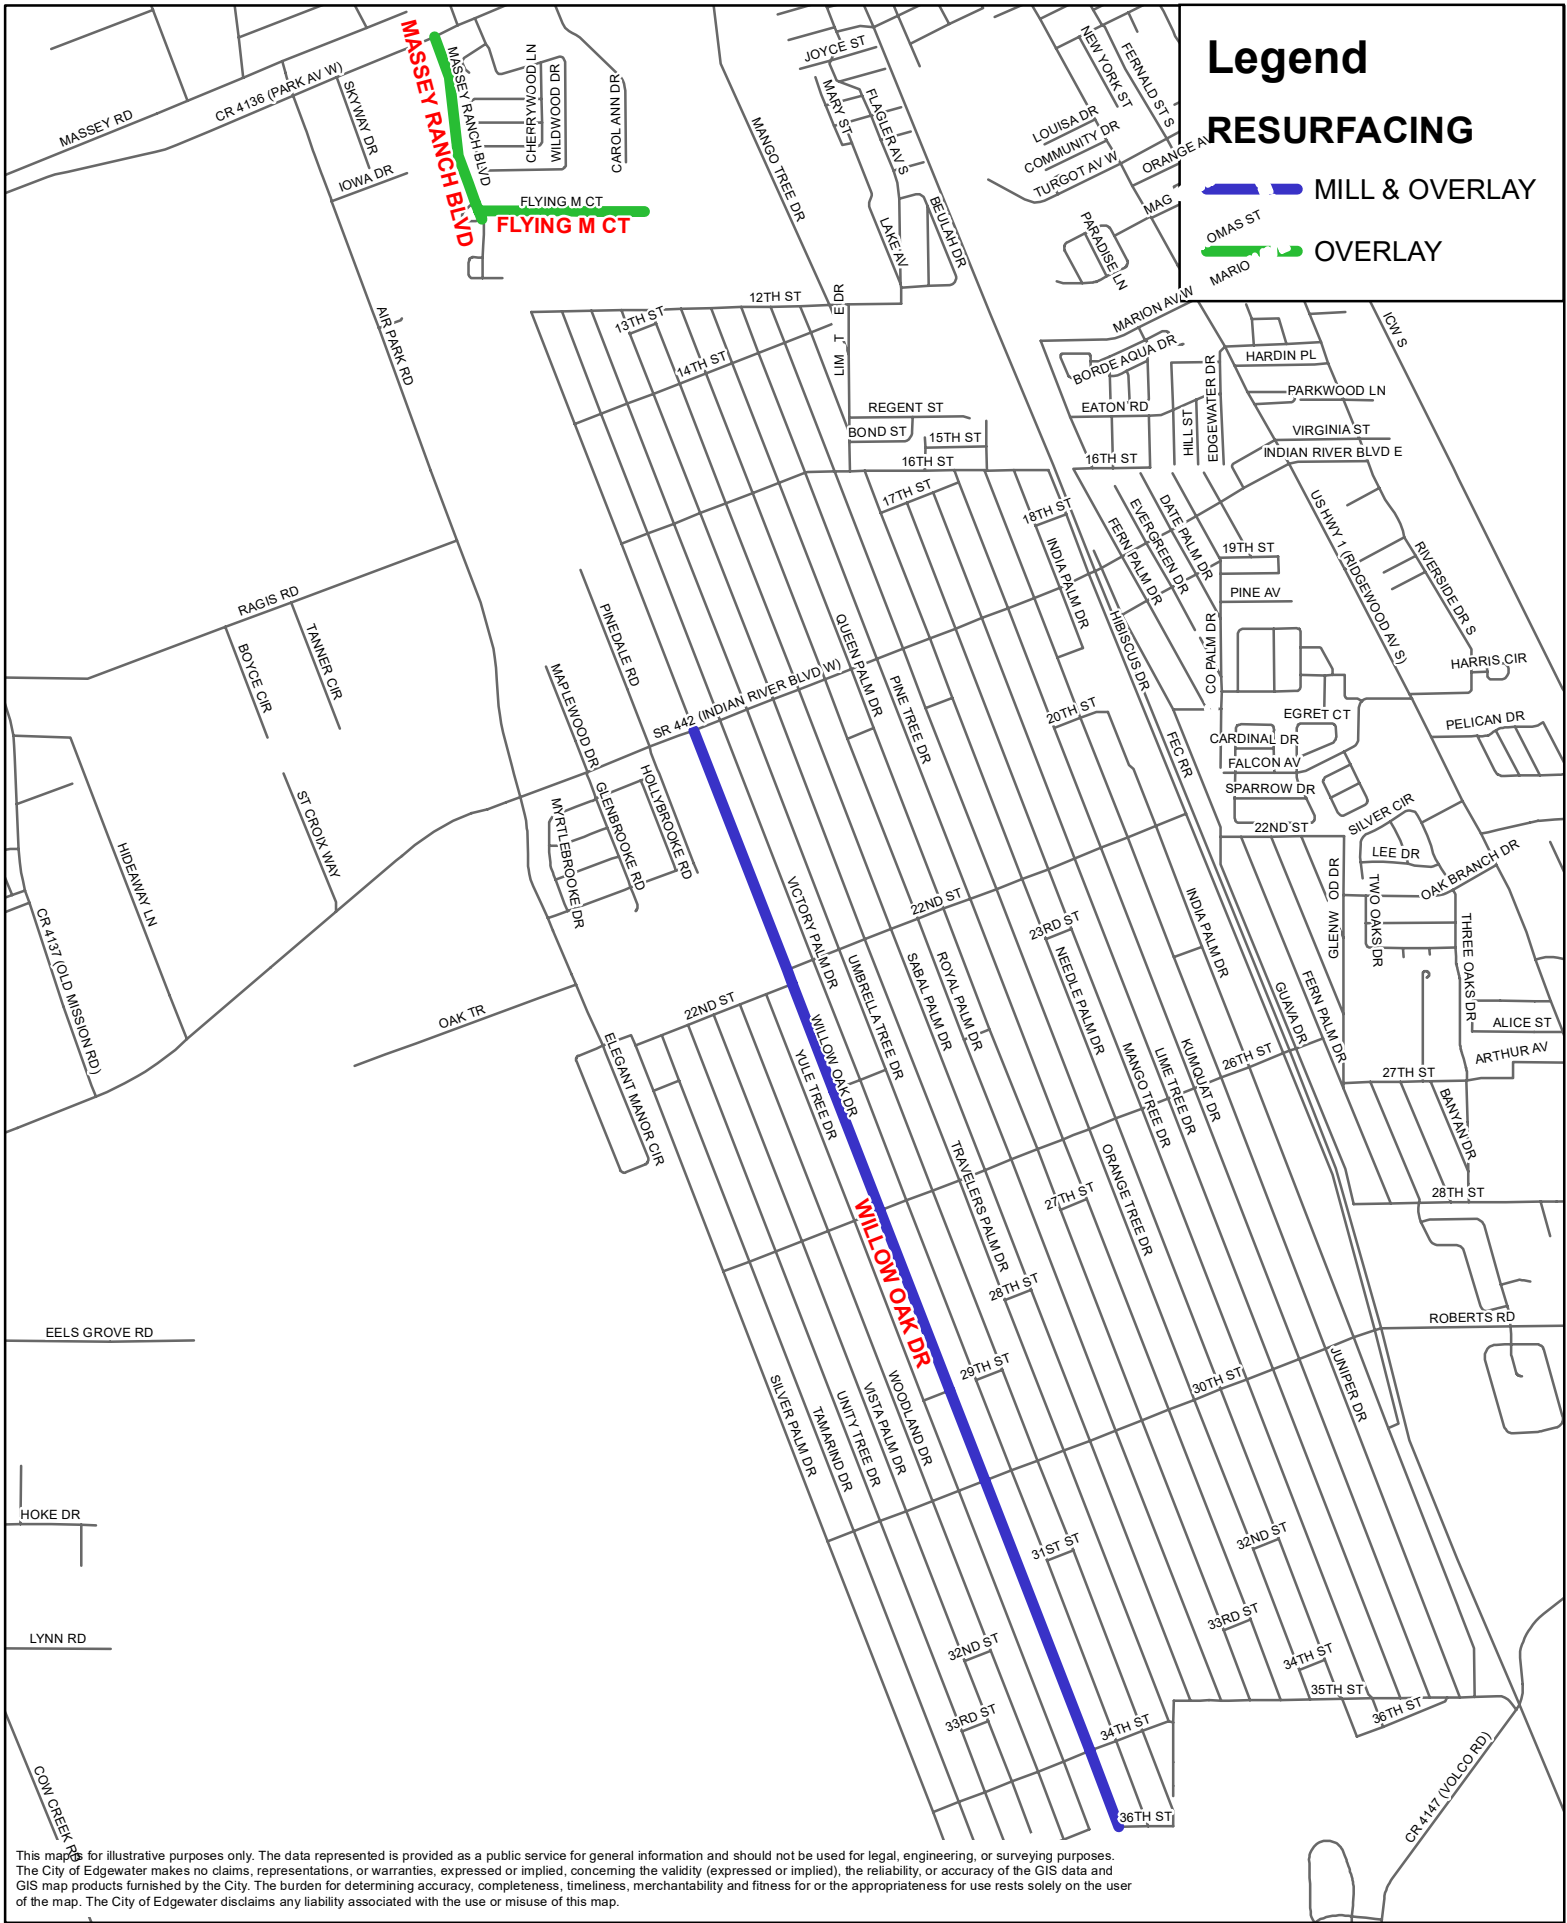 Legend
RESURFACING
MILL & OVERLAY
OVERLAY
MASSEY RANCH BLVD
FLYING M CT
WILLOW OAK DR
MASSEY RD
CR 4136 (PARK AV W)
SKYWAY DR
IOWA DR
MASSEY RANCH BLVD
CHERRYWOOD LN
WILDWOOD DR
CAROL ANN DR
FLYING M CT
MANGO TREE DR
JOYCE ST
MARY ST
FLAGLER AV S
LAKE AV
BEULAH DR
NEW YORK ST
FERNALD ST S
LOUISA DR
COMMUNITY DR
TURGOT AV W
ORANGE AV
MAG
OMAS ST
MARIO
PARADISE LN
MARION AV W
ICW S
AIR PARK RD
12TH ST
13TH ST
14TH ST
LIM T E DR
REGENT ST
BOND ST
15TH ST
16TH ST
17TH ST
18TH ST
BORDE AQUA DR
EATON RD
HILL ST
EDGEWATER DR
HARDIN PL
PARKWOOD LN
VIRGINIA ST
INDIAN RIVER BLVD E
16TH ST
US HWY 1 (RIDGEWOOD AV S)
RIVERSIDE DR S
INDIA PALM DR
FERN PALM DR
EVERGREEN DR
DATE PALM DR
19TH ST
PINE AV
CO PALM DR
HIBISCUS DR
HARRIS CIR
EGRET CT
PELICAN DR
CARDINAL DR
FALCON AV
SPARROW DR
22ND ST
SILVER CIR
LEE DR
OAK BRANCH DR
RAGIS RD
BOYCE CIR
TANNER CIR
PINEDALE RD
MAPLEWOOD DR
SR 442 (INDIAN RIVER BLVD W)
QUEEN PALM DR
PINE TREE DR
20TH ST
FEC RR
HIDEAWAY LN
ST CROIX WAY
MYRTLEBROOKE DR
GLENBROOKE RD
HOLLYBROOKE RD
CR 4137 (OLD MISSION RD)
OAK TR
22ND ST
22ND ST
23RD ST
VICTORY PALM DR
UMBRELLA TREE DR
SABAL PALM DR
ROYAL PALM DR
NEEDLE PALM DR
INDIA PALM DR
GUAVA DR
FERN PALM DR
GLENW OD DR
TWO OAKS DR
THREE OAKS DR
ALICE ST
ARTHUR AV
27TH ST
BANYAN DR
28TH ST
ELEGANT MANOR CIR
YULE TREE DR
WILLOW OAK DR
MANGO TREE DR
LIME TREE DR
KUMQUAT DR
26TH ST
TRAVELERS PALM DR
27TH ST
ORANGE TREE DR
28TH ST
29TH ST
30TH ST
ROBERTS RD
JUNIPER DR
EELS GROVE RD
SILVER PALM DR
TAMARIND DR
UNITY TREE DR
VISTA PALM DR
WOODLAND DR
HOKE DR
LYNN RD
COW CREEK RD
31ST ST
32ND ST
32ND ST
33RD ST
33RD ST
34TH ST
34TH ST
35TH ST
36TH ST
36TH ST
CR 4147 (VOLCO RD)
This map is for illustrative purposes only. The data represented is provided as a public service for general information and should not be used for legal, engineering, or surveying purposes.
The City of Edgewater makes no claims, representations, or warranties, expressed or implied, concerning the validity (expressed or implied), the reliability, or accuracy of the GIS data and
GIS map products furnished by the City. The burden for determining accuracy, completeness, timeliness, merchantability and fitness for or the appropriateness for use rests solely on the user
of the map. The City of Edgewater disclaims any liability associated with the use or misuse of this map.